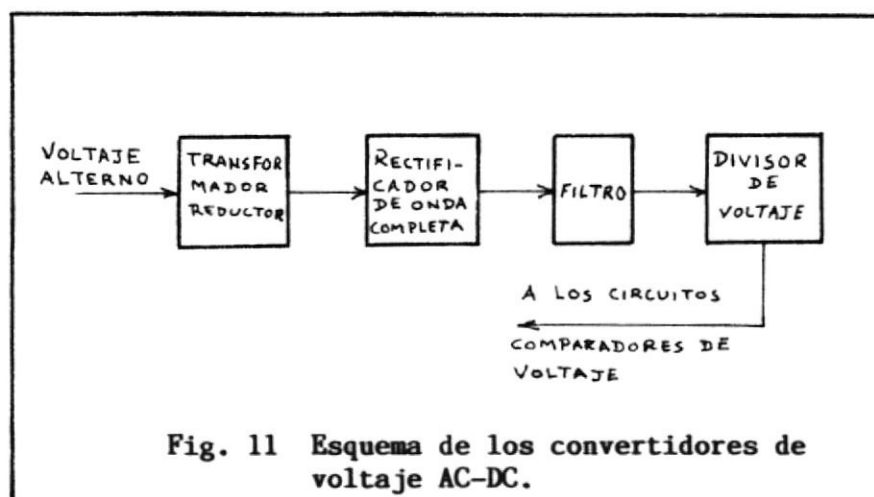 VOLTAJE
ALTERNO
TRANSFOR
MADOR
REDUCTOR
RECTIFI-
CADOR
DE ONDA
COMPLETA
FILTRO
DIVISOR
DE
VOLTAJE
A LOS CIRCUITOS
COMPARADORES DE
VOLTAJE
Fig. 11 Esquema de los convertidores de
voltaje AC-DC.